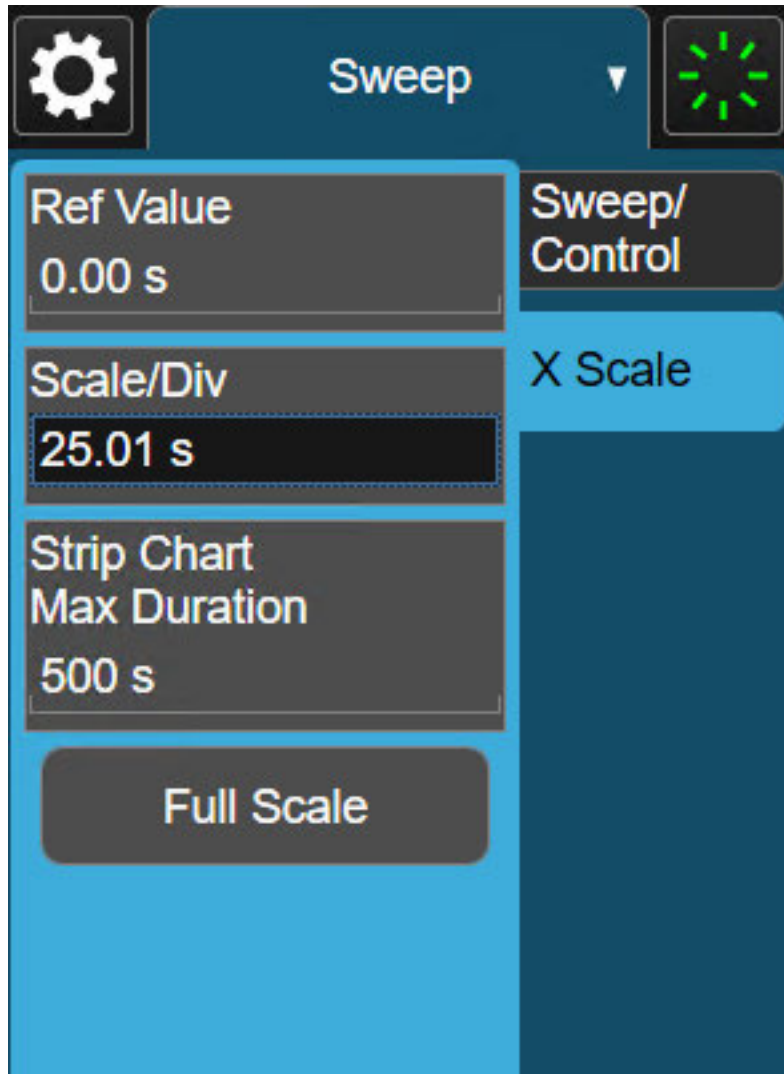 Sweep
Ref Value
0.00 s
Scale/Div
25.01 s
Strip Chart
Max Duration
500 s
Full Scale
Sweep/
Control
X Scale